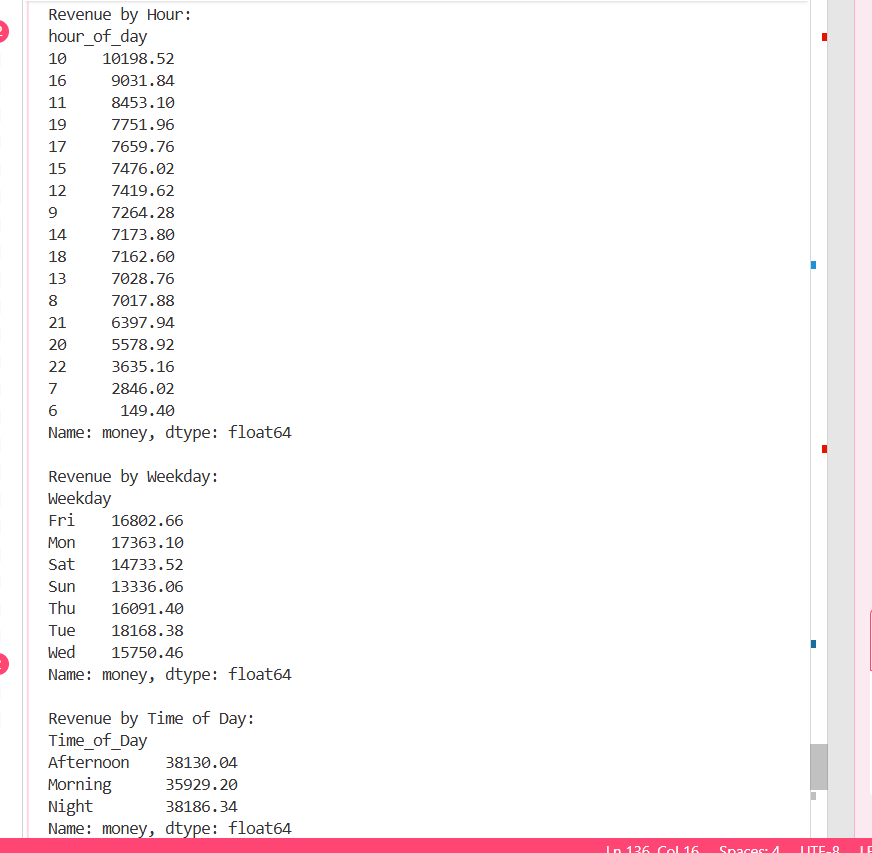 Revenue by Hour:
hour_of_day
10    10198.52
16     9031.84
11     8453.10
19     7751.96
17     7659.76
15     7476.02
12     7419.62
9      7264.28
14     7173.80
18     7162.60
13     7028.76
8      7017.88
21     6397.94
20     5578.92
22     3635.16
7      2846.02
6       149.40
Name: money, dtype: float64
Revenue by Weekday:
Weekday
Fri    16802.66
Mon    17363.10
Sat    14733.52
Sun    13336.06
Thu    16091.40
Tue    18168.38
Wed    15750.46
Name: money, dtype: float64
Revenue by Time of Day:
Time_of_Day
Afternoon    38130.04
Morning      35929.20
Night        38186.34
Name: money, dtype: float64
Ln 136, Col 16    Spaces: 4    UTF-8